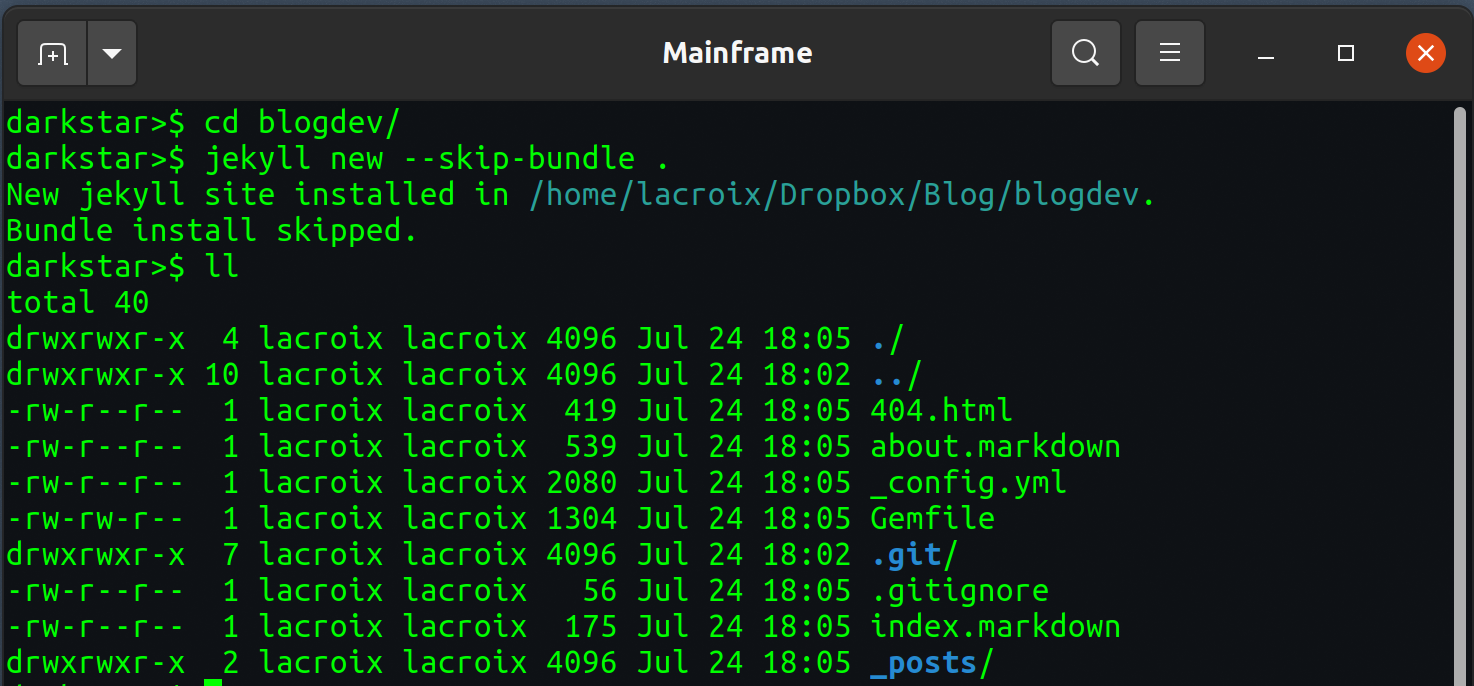 Mainframe
darkstar>$ cd blogdev/
darkstar>$ jekyll new --skip-bundle .
New jekyll site installed in /home/lacroix/Dropbox/Blog/blogdev.
Bundle install skipped.
darkstar>$ ll
total 40
drwxrwxr-x  4 lacroix lacroix 4096 Jul 24 18:05 ./
drwxrwxr-x 10 lacroix lacroix 4096 Jul 24 18:02 ../
-rw-r--r--  1 lacroix lacroix  419 Jul 24 18:05 404.html
-rw-r--r--  1 lacroix lacroix  539 Jul 24 18:05 about.markdown
-rw-r--r--  1 lacroix lacroix 2080 Jul 24 18:05 _config.yml
-rw-rw-r--  1 lacroix lacroix 1304 Jul 24 18:05 Gemfile
drwxrwxr-x  7 lacroix lacroix 4096 Jul 24 18:02 .git/
-rw-r--r--  1 lacroix lacroix   56 Jul 24 18:05 .gitignore
-rw-r--r--  1 lacroix lacroix  175 Jul 24 18:05 index.markdown
drwxrwxr-x  2 lacroix lacroix 4096 Jul 24 18:05 _posts/